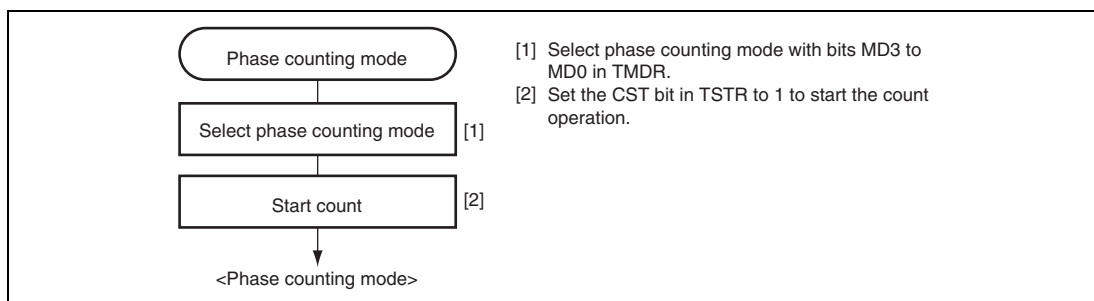 Phase counting mode
Select phase counting mode
[1]
Start count
[2]
<Phase counting mode>
[1] Select phase counting mode with bits MD3 to
MD0 in TMDR.
[2] Set the CST bit in TSTR to 1 to start the count
operation.